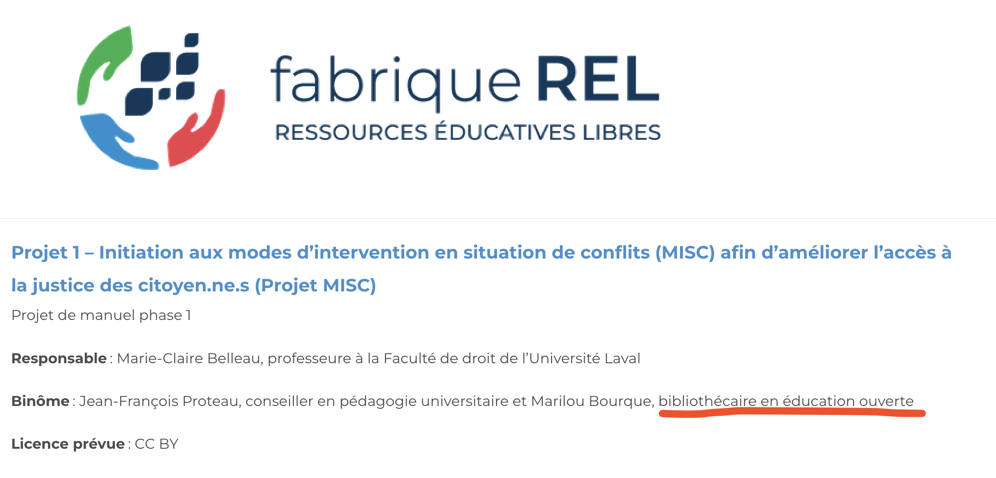 fabrique REL
RESSOURCES ÉDUCATIVES LIBRES
Projet 1 – Initiation aux modes d’intervention en situation de conflits (MISC) afin d’améliorer l’accès à
la justice des citoyen.ne.s (Projet MISC)
Projet de manuel phase 1
Responsable : Marie-Claire Belleau, professeure à la Faculté de droit de l’Université Laval
Binôme : Jean-François Proteau, conseiller en pédagogie universitaire et Marilou Bourque, bibliothécaire en éducation ouverte
Licence prévue : CC BY